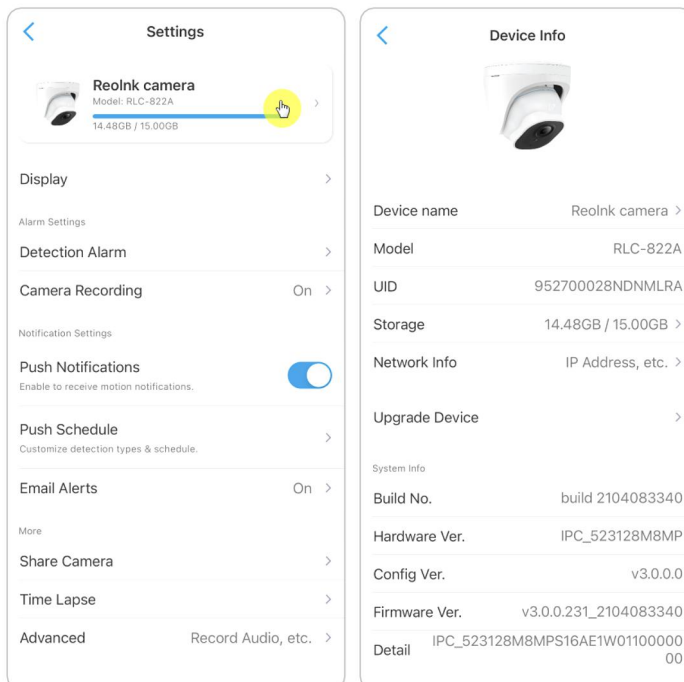 Settings
Reolnk camera
Model: RLC-822A
14.48GB / 15.00GB
Display
Alarm Settings
Detection Alarm
Camera Recording On
Notification Settings
Push Notifications
Enable to receive motion notifications.
Push Schedule
Customize detection types & schedule.
Email Alerts On
More
Share Camera
Time Lapse
Advanced Record Audio, etc.
Device Info
Device name Reolnk camera
Model RLC-822A
UID 952700028NDNMLRA
Storage 14.48GB / 15.00GB
Network Info IP Address, etc.
Upgrade Device
System Info
Build No. build 2104083340
Hardware Ver. IPC_523128M8MP
Config Ver. v3.0.0.0
Firmware Ver. v3.0.0.231_2104083340
Detail IPC_523128M8MPS16AE1W01100000
00